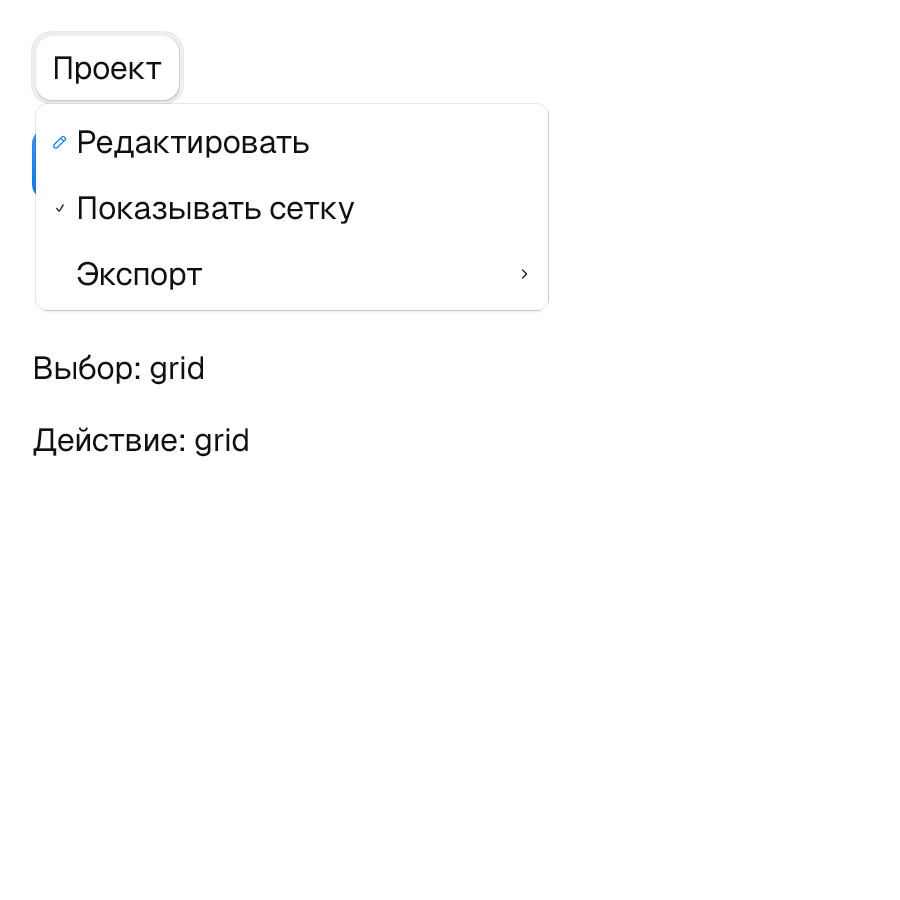 Проект
Редактировать
Показывать сетку
Экспорт
Выбор: grid
Действие: grid